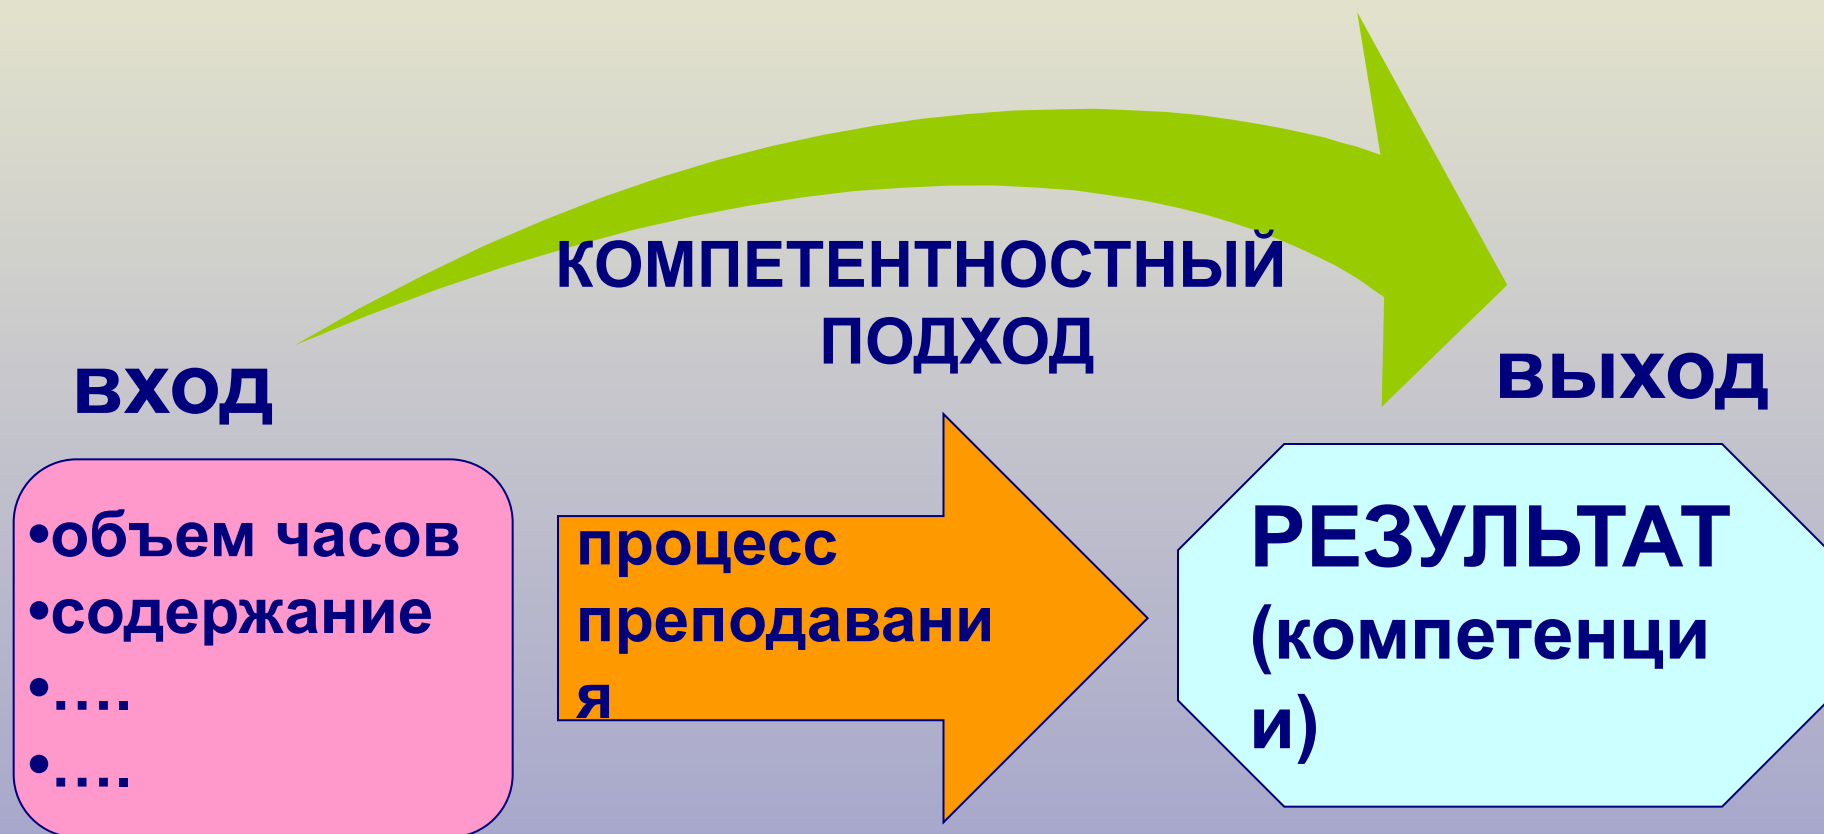 КОМПЕТЕНТНОСТНЫЙ
ПОДХОД
вход
выход
•объем часов
•содержание
•....
•....
процесс
преподавани
я
РЕЗУЛЬТАТ
(компетенци
и)